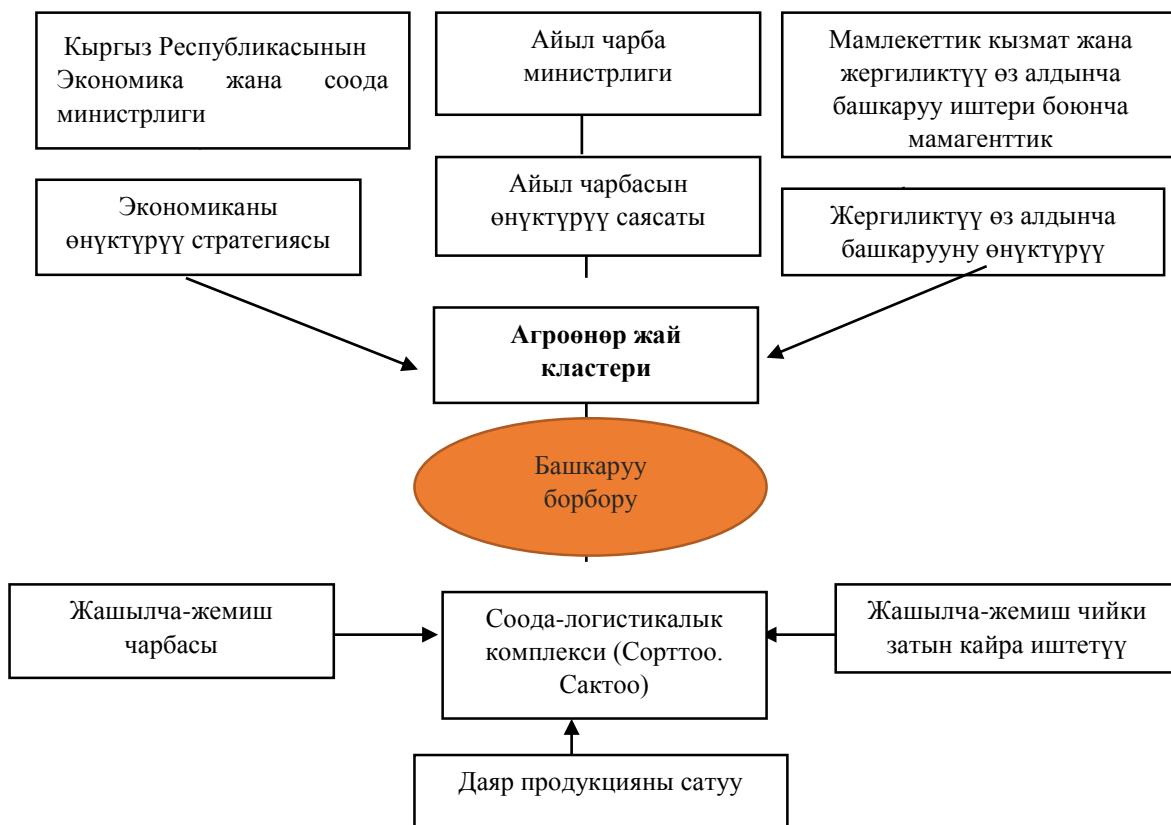 Кыргыз Республикасынын
Экономика жана соода
министрлиги
Айыл чарба
министрлиги
Мамлекеттик кызмат жана
жергиликтүү өз алдынча
башкаруу иштери боюнча
мамагенттик
Экономиканы
өнүктүрүү стратегиясы
Айыл чарбасын
өнүктүрүү саясаты
Жергиликтүү өз алдынча
башкарууну өнүктүрүү
Агроөнөр жай
кластери
Башкаруу
борбору
Жашылча-жемиш
чарбасы
Соода-логистикалык
комплекси (Сорттоо.
Сактоо)
Жашылча-жемиш чийки
затын кайра иштетүү
Даяр продукцияны сатуу